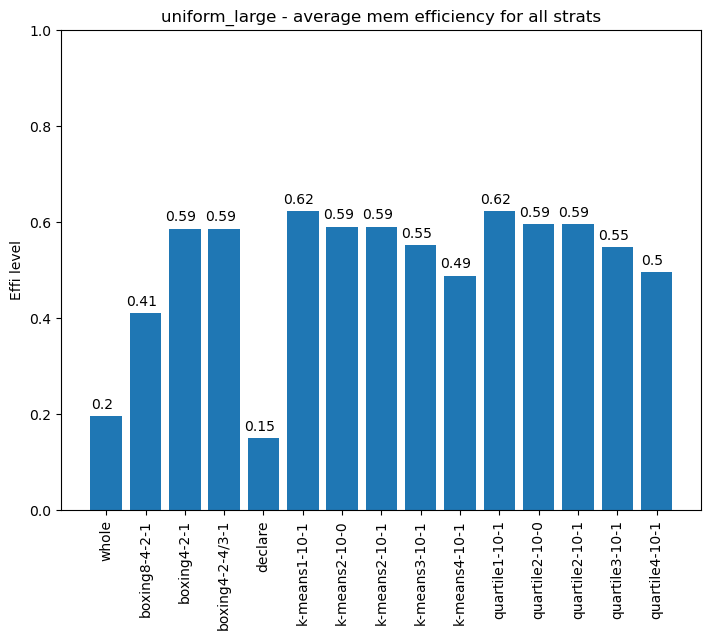 uniform_large - average mem efficiency for all strats
Effi level
1.0
0.8
0.6
0.4
0.2
0.0
0.2
0.41
0.59
0.59
0.15
0.62
0.59
0.59
0.55
0.49
0.62
0.59
0.59
0.55
0.5
whole
boxing8-4-2-1
boxing4-2-1
boxing4-2-4/3-1
declare
k-means1-10-1
k-means2-10-0
k-means2-10-1
k-means3-10-1
k-means4-10-1
quartile1-10-1
quartile2-10-0
quartile2-10-1
quartile3-10-1
quartile4-10-1